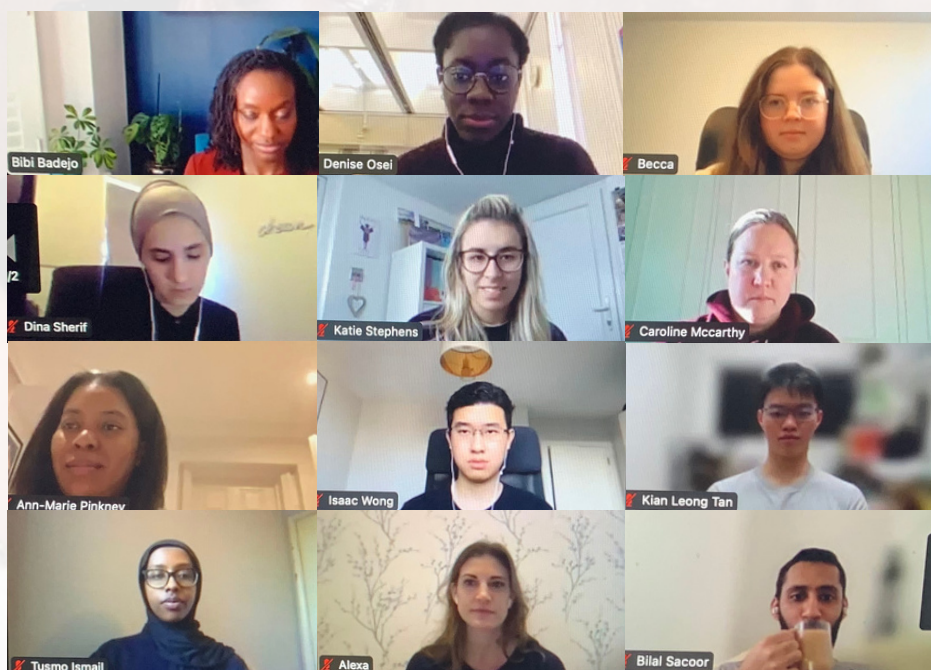 Bibi Badejo
Denise Osei
Becca
/2
Dina Sherif
Katie Stephens
Caroline Mccarthy
Ann-Marie Pinkney
Isaac Wong
Kian Leong Tan
Tusmo Ismail
Alexa
Bilal Sacoor